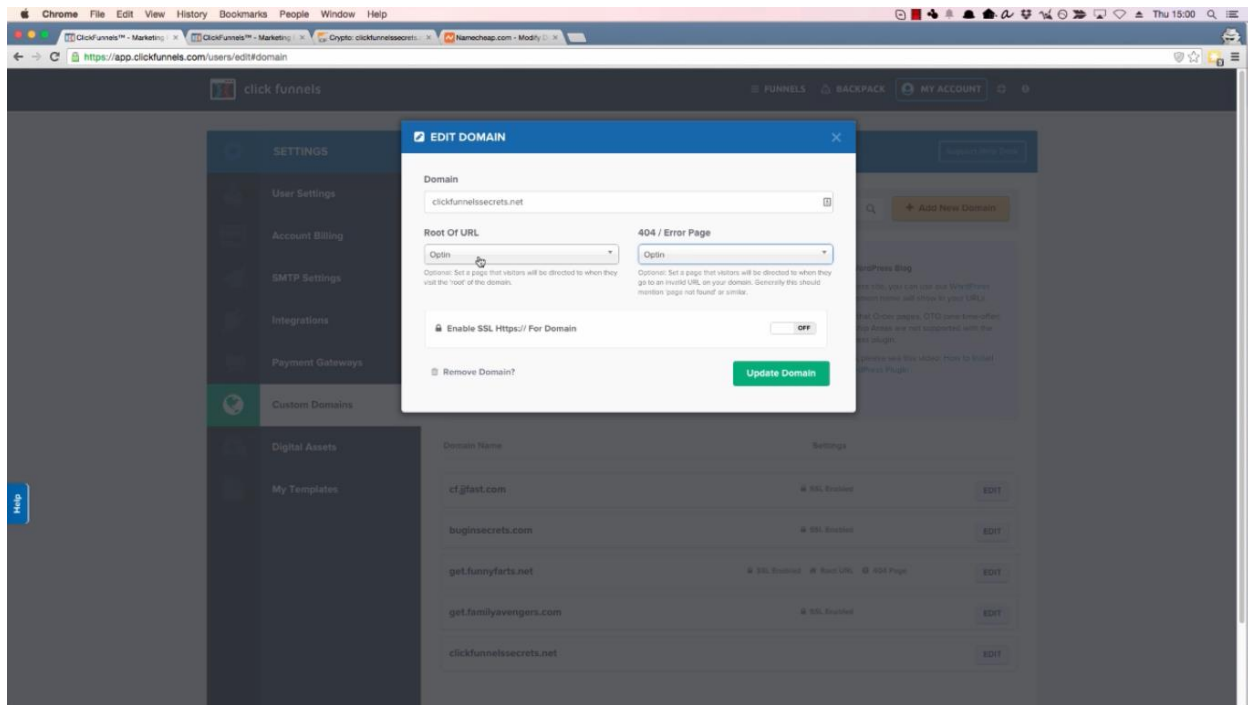 Chrome File Edit View History Bookmarks People Window Help
Thu 15:00
ClickFunnels™ - Marketing
ClickFunnels™ - Marketing
Crypto: clickfunnelssecrets.
Namecheap.com - Modify D
https://app.clickfunnels.com/users/edit#domain
click funnels
FUNNELS
BACKPACK
MY ACCOUNT
SETTINGS
User Settings
Account Billing
SMTP Settings
Integrations
Payment Gateways
Custom Domains
Digital Assets
My Templates
Help
EDIT DOMAIN
Domain
clickfunnelssecrets.net
Root Of URL
404 / Error Page
Optin
Optin
Optional: Set a page that visitors will be directed to when they
visit the 'root' of the domain.
Optional: Set a page that visitors will be directed to when they
go to an invalid URL on your domain. Generally this should
mention 'page not found' or similar.
Enable SSL Https:// For Domain
OFF
Remove Domain?
Update Domain
+ Add New Domain
Domain Name
Settings
cf.jjfast.com
SSL Enabled
EDIT
buginsecrets.com
SSL Enabled
EDIT
get.funnyfarts.net
SSL Enabled Root URL 404 Page
EDIT
get.familyavengers.com
SSL Enabled
EDIT
clickfunnelssecrets.net
EDIT